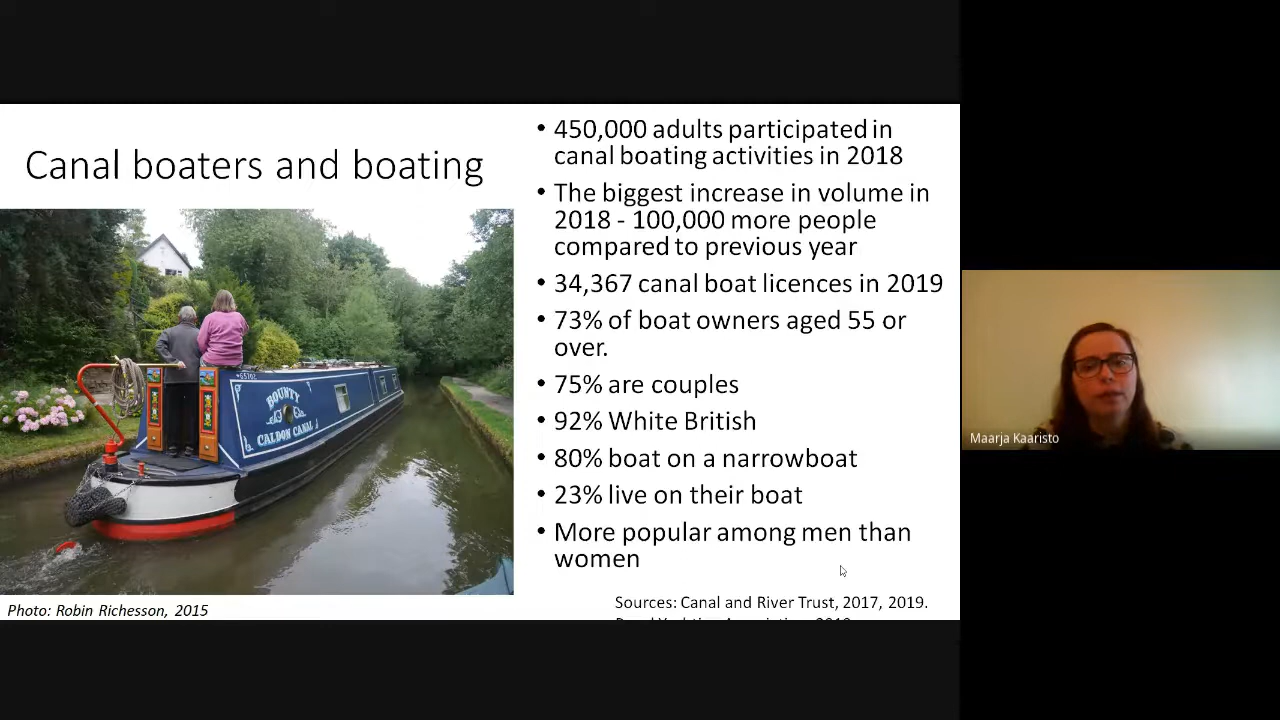 Canal boaters and boating
65702
BOUNTY
CALDON CANAL
Photo: Robin Richesson, 2015
• 450,000 adults participated in
canal boating activities in 2018
• The biggest increase in volume in
2018 - 100,000 more people
compared to previous year
• 34,367 canal boat licences in 2019
• 73% of boat owners aged 55 or
over.
• 75% are couples
• 92% White British
• 80% boat on a narrowboat
• 23% live on their boat
• More popular among men than
women
Sources: Canal and River Trust, 2017, 2019.
Maarja Kaaristo